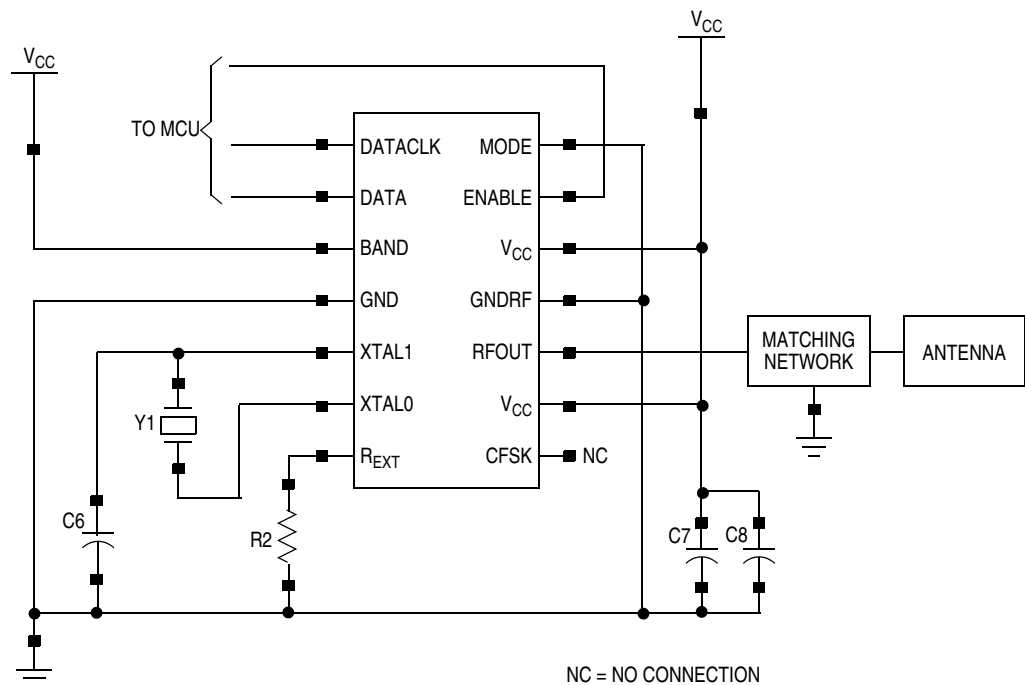 VCC
VCC
TO MCU
DATACLK
MODE
DATA
ENABLE
BAND
VCC
GND
GNDRF
XTAL1
RFOUT
MATCHING
NETWORK
ANTENNA
XTAL0
VCC
Y1
REXT
CFSK
NC
C6
R2
C7
C8
NC = NO CONNECTION